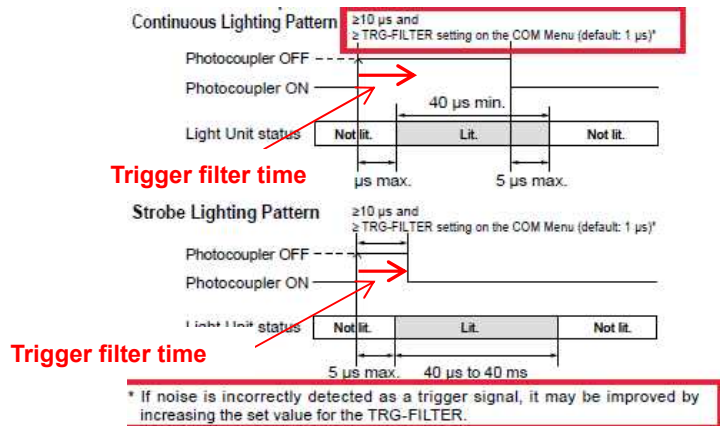 Continuous Lighting Pattern
≥10 µs and
≥ TRG-FILTER setting on the COM Menu (default: 1 µs)*
Photocoupler OFF
Photocoupler ON
40 µs min.
Light Unit status
Not lit.
Lit.
Not lit.
Trigger filter time
µs max.
5 µs max.
Strobe Lighting Pattern
≥10 µs and
≥ TRG-FILTER setting on the COM Menu (default: 1 µs)*
Photocoupler OFF
Photocoupler ON
Light Unit status
Not lit.
Lit.
Not lit.
Trigger filter time
5 µs max.
40 µs to 40 ms
* If noise is incorrectly detected as a trigger signal, it may be improved by
increasing the set value for the TRG-FILTER.